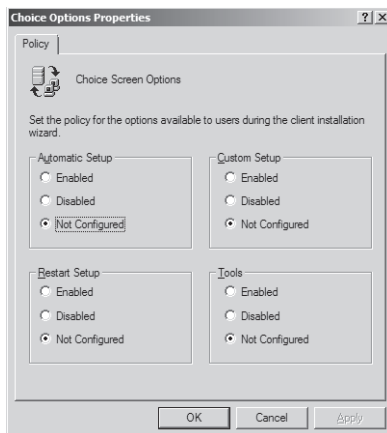 Choice Options Properties
Policy
Choice Screen Options
Set the policy for the options available to users during the client installation
wizard.
Automatic Setup
Enabled
Disabled
Not Configured
Custom Setup
Enabled
Disabled
Not Configured
Restart Setup
Enabled
Disabled
Not Configured
Tools
Enabled
Disabled
Not Configured
OK
Cancel
Apply